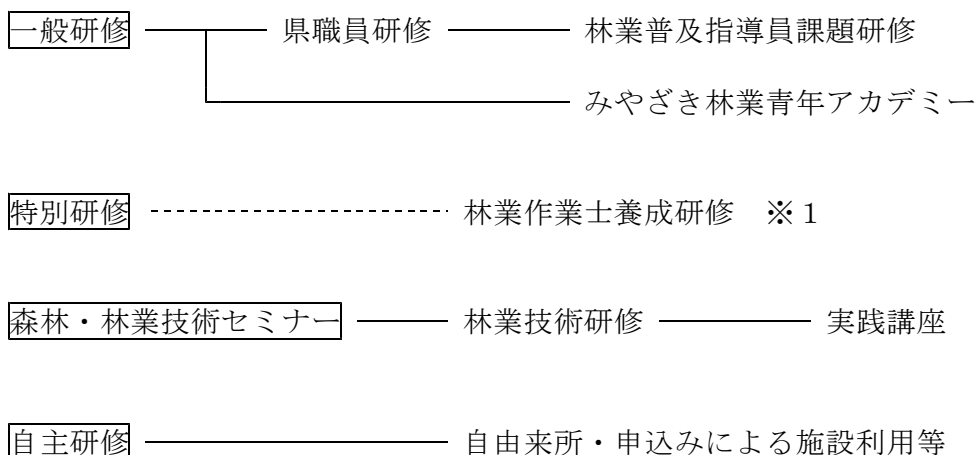 一般研修 県職員研修 林業普及指導員課題研修
みやざき林業青年アカデミー
特別研修 林業作業士養成研修 ※1
森林・林業技術セミナー 林業技術研修 実践講座
自主研修 自由来所・申込みによる施設利用等